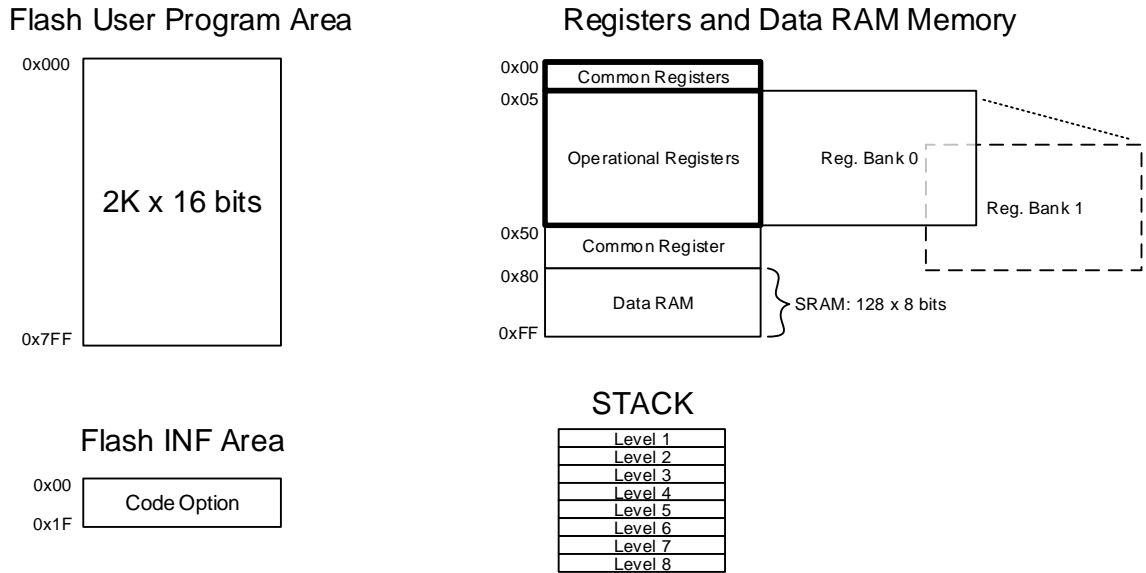 Flash User Program Area
0x000
2K x 16 bits
0x7FF
Flash INF Area
0x00
Code Option
0x1F
Registers and Data RAM Memory
0x00
Common Registers
0x05
Operational Registers
Reg. Bank 0
Reg. Bank 1
0x50
Common Register
0x80
Data RAM
SRAM: 128 x 8 bits
0xFF
STACK
Level 1
Level 2
Level 3
Level 4
Level 5
Level 6
Level 7
Level 8